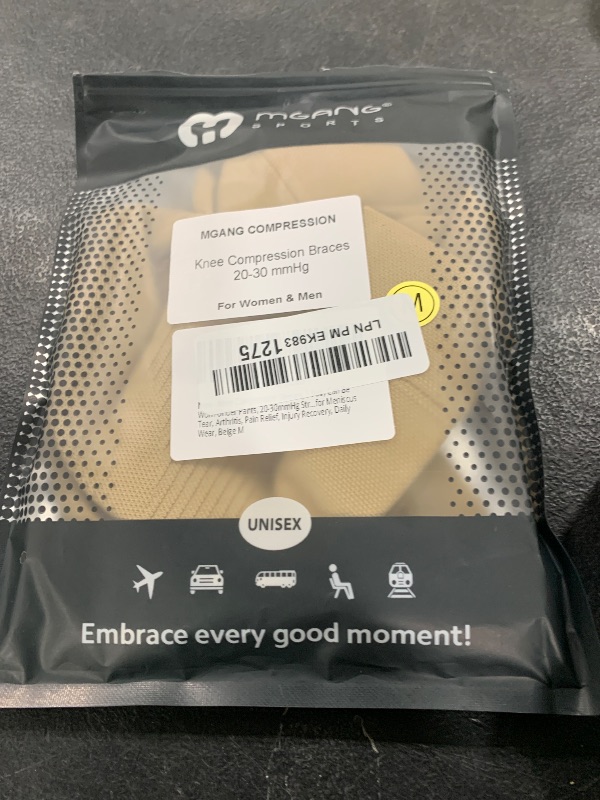 MGANG®
SPORTS
MGANG COMPRESSION
Knee Compression Braces
20-30 mmHg
For Women & Men
M
LPN PM EK983 1275
Worn Under Pants, 20-30mmHg Str...for Meniscus
Tear, Arthritis, Pain Relief, Injury Recovery, Daily
Wear, Beige M
UNISEX
Embrace every good moment!